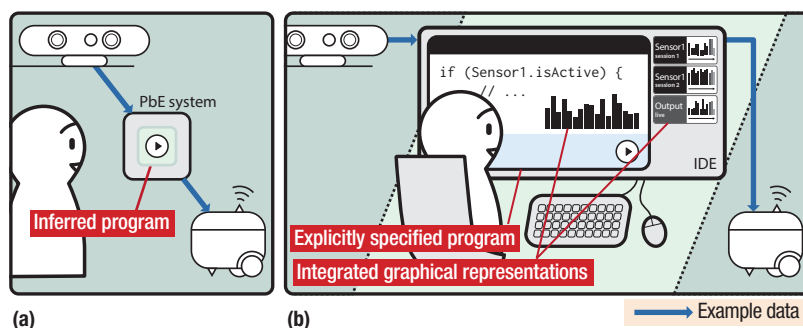 PbE system
Inferred program
(a)
if (Sensor1.isActive) {
// ...
Sensor1
session 1
Sensor1
session 2
Output
live
IDE
Explicitly specified program
Integrated graphical representations
(b)
Example data